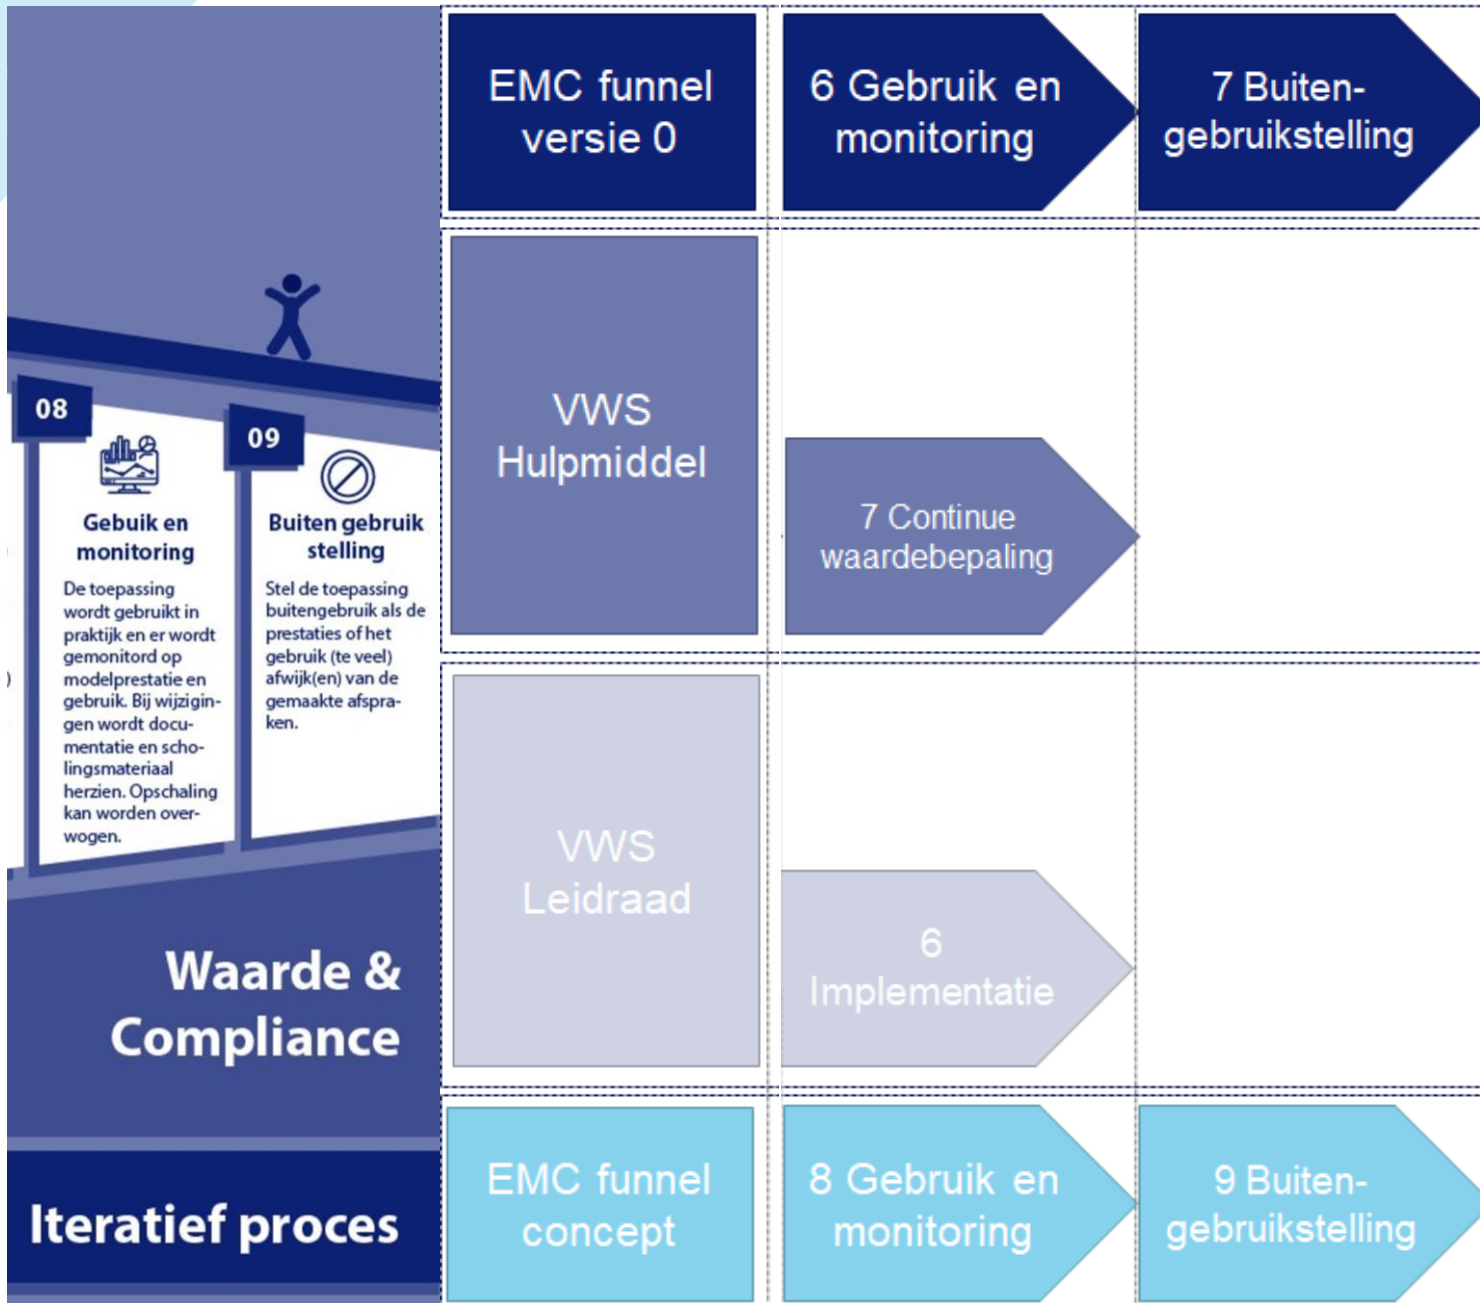 08
Gebuik en
monitoring
De toepassing
wordt gebruikt in
praktijk en er wordt
gemonitord op
modelprestatie en
gebruik. Bij wijzigin-
gen wordt docu-
mentatie en scho-
lingsmateriaal
herzien. Opschaling
kan worden over-
wogen.
09
Buiten gebruik
stelling
Stel de toepassing
buitengebruik als de
prestaties of het
gebruik (te veel)
afwijk(en) van de
gemaakte afspra-
ken.
)
Waarde &
Compliance
Iteratief proces
EMC funnel
versie 0
6 Gebruik en
monitoring
7 Buiten-
gebruikstelling
VWS
Hulpmiddel
7 Continue
waardebepaling
VWS
Leidraad
6
Implementatie
EMC funnel
concept
8 Gebruik en
monitoring
9 Buiten-
gebruikstelling